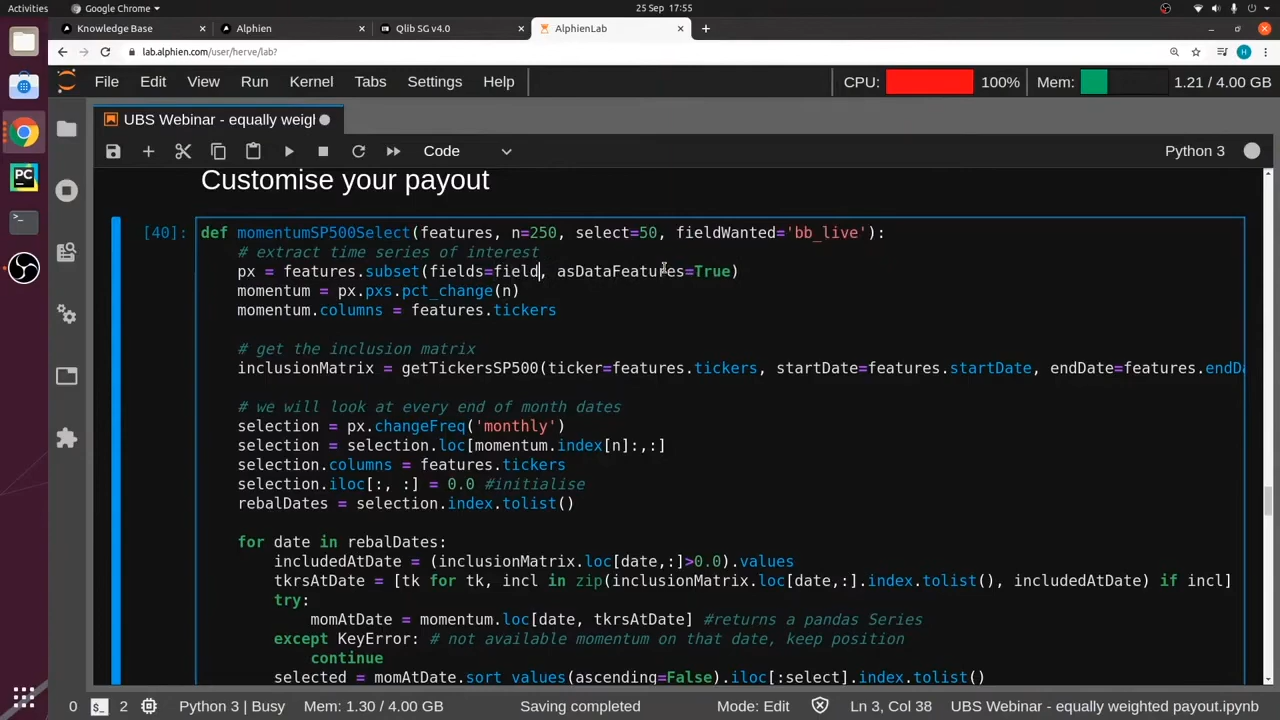 Activities Google Chrome 25 Sep 17:55
Knowledge Base × Alphien × Qlib SG v4.0 × AlphienLab × +
lab.alphien.com/user/herve/lab?
H
File Edit View Run Kernel Tabs Settings Help CPU: 100% Mem: 1.21 / 4.00 GB
UBS Webinar - equally weigl
Code Python 3
Customise your payout
[40]: def momentumSP500Select(features, n=250, select=50, fieldWanted='bb_live'):
# extract time series of interest
px = features.subset(fields=field, asDataFeatures=True)
momentum = px.pxs.pct_change(n)
momentum.columns = features.tickers
# get the inclusion matrix
inclusionMatrix = getTickersSP500(ticker=features.tickers, startDate=features.startDate, endDate=features.endDa
# we will look at every end of month dates
selection = px.changeFreq('monthly')
selection = selection.loc[momentum.index[n]:,:]
selection.columns = features.tickers
selection.iloc[:, :] = 0.0 #initialise
rebalDates = selection.index.tolist()
for date in rebalDates:
includedAtDate = (inclusionMatrix.loc[date,:]>0.0).values
tkrsAtDate = [tk for tk, incl in zip(inclusionMatrix.loc[date,:].index.tolist(), includedAtDate) if incl]
try:
momAtDate = momentum.loc[date, tkrsAtDate] #returns a pandas Series
except KeyError: # not available momentum on that date, keep position
continue
selected = momAtDate.sort_values(ascending=False).iloc[:select].index.tolist()
0 2 Python 3 | Busy Mem: 1.30 / 4.00 GB Saving completed Mode: Edit Ln 3, Col 38 UBS Webinar - equally weighted payout.ipynb
PC